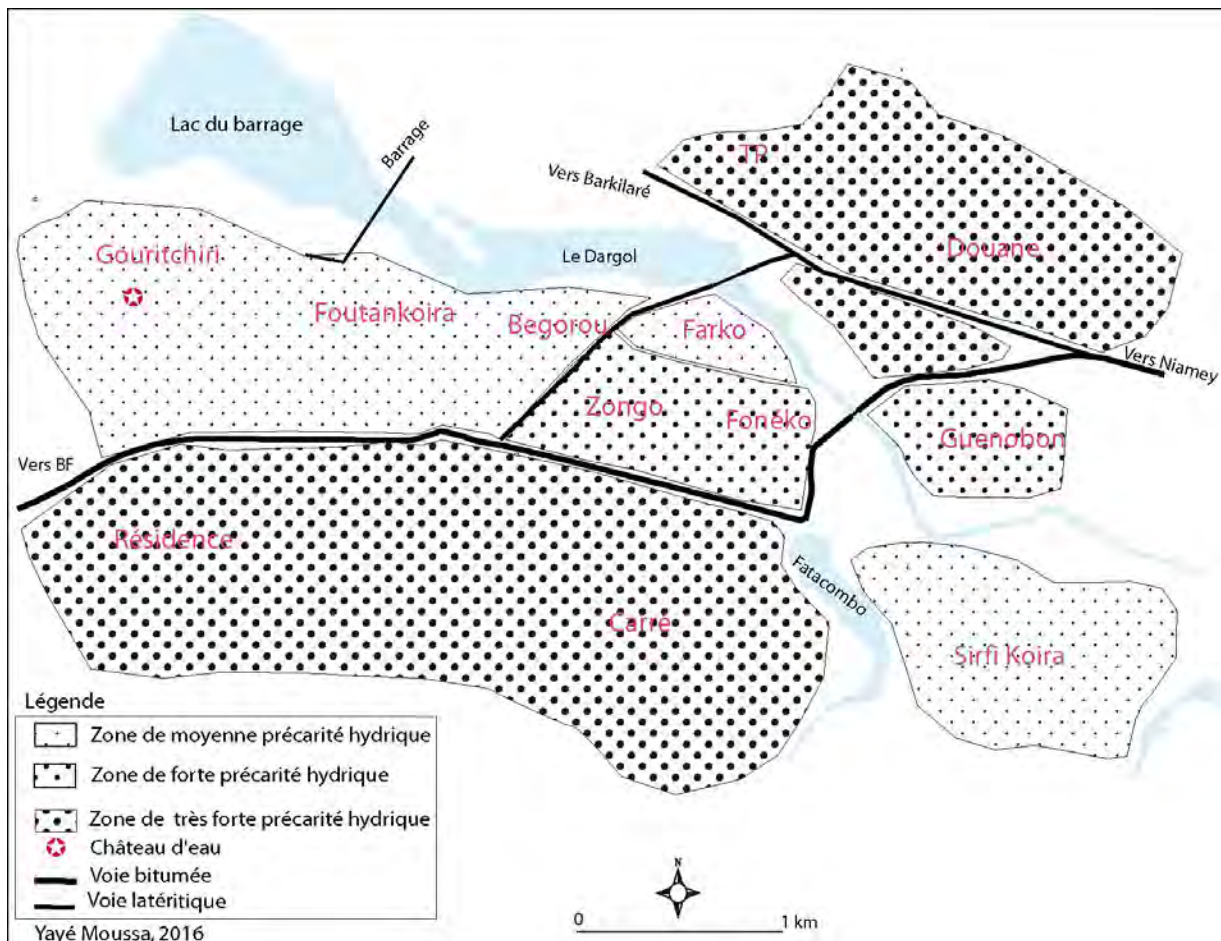 Lac du barrage
Barrage
TP
Vers Barkilaré
Gouritchiri
Le Dargol
Douane
Foutankoira
Begorou
Farko
Vers Niamey
Zongo
Fonéko
Guenobon
Vers BF
Résidence
Fatacombo
Carré
Sirfi Koira
Légende
Zone de moyenne précarité hydrique
Zone de forte précarité hydrique
Zone de très forte précarité hydrique
Château d'eau
Voie bitumée
Voie latéritique
N
0 1 km
Yayé Moussa, 2016